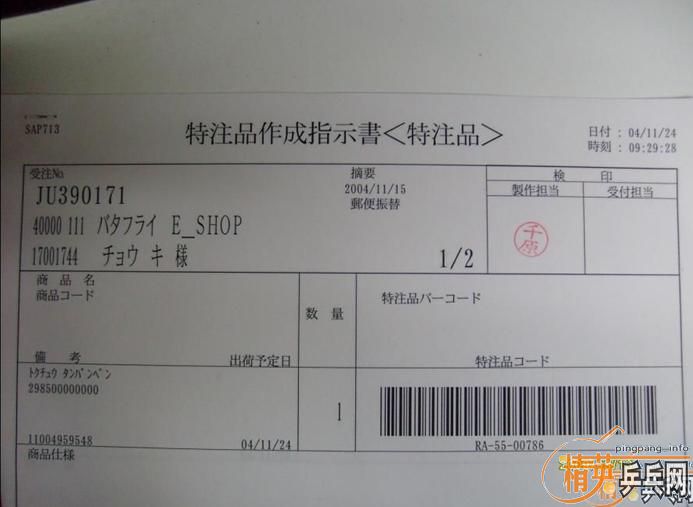 SAP713
特注品作成指示書<特注品>
日付 : 04/11/24
時刻 : 09:29:28
受注No.
JU390171
摘要
2004/11/15
郵便振替
検 印
製作担当
受付担当
千原
40000 111 バタフライ E_SHOP
17001744 チョウ キ 様
1/2
商 品 名
商品コード
数 量
特注品バーコード
備 考
出荷予定日
特注品コード
トクチュウ タンパンペン
298500000000
1
11004959548
04/11/24
RA-55-00786
商品仕様
pingpang-info
精英乒乓网